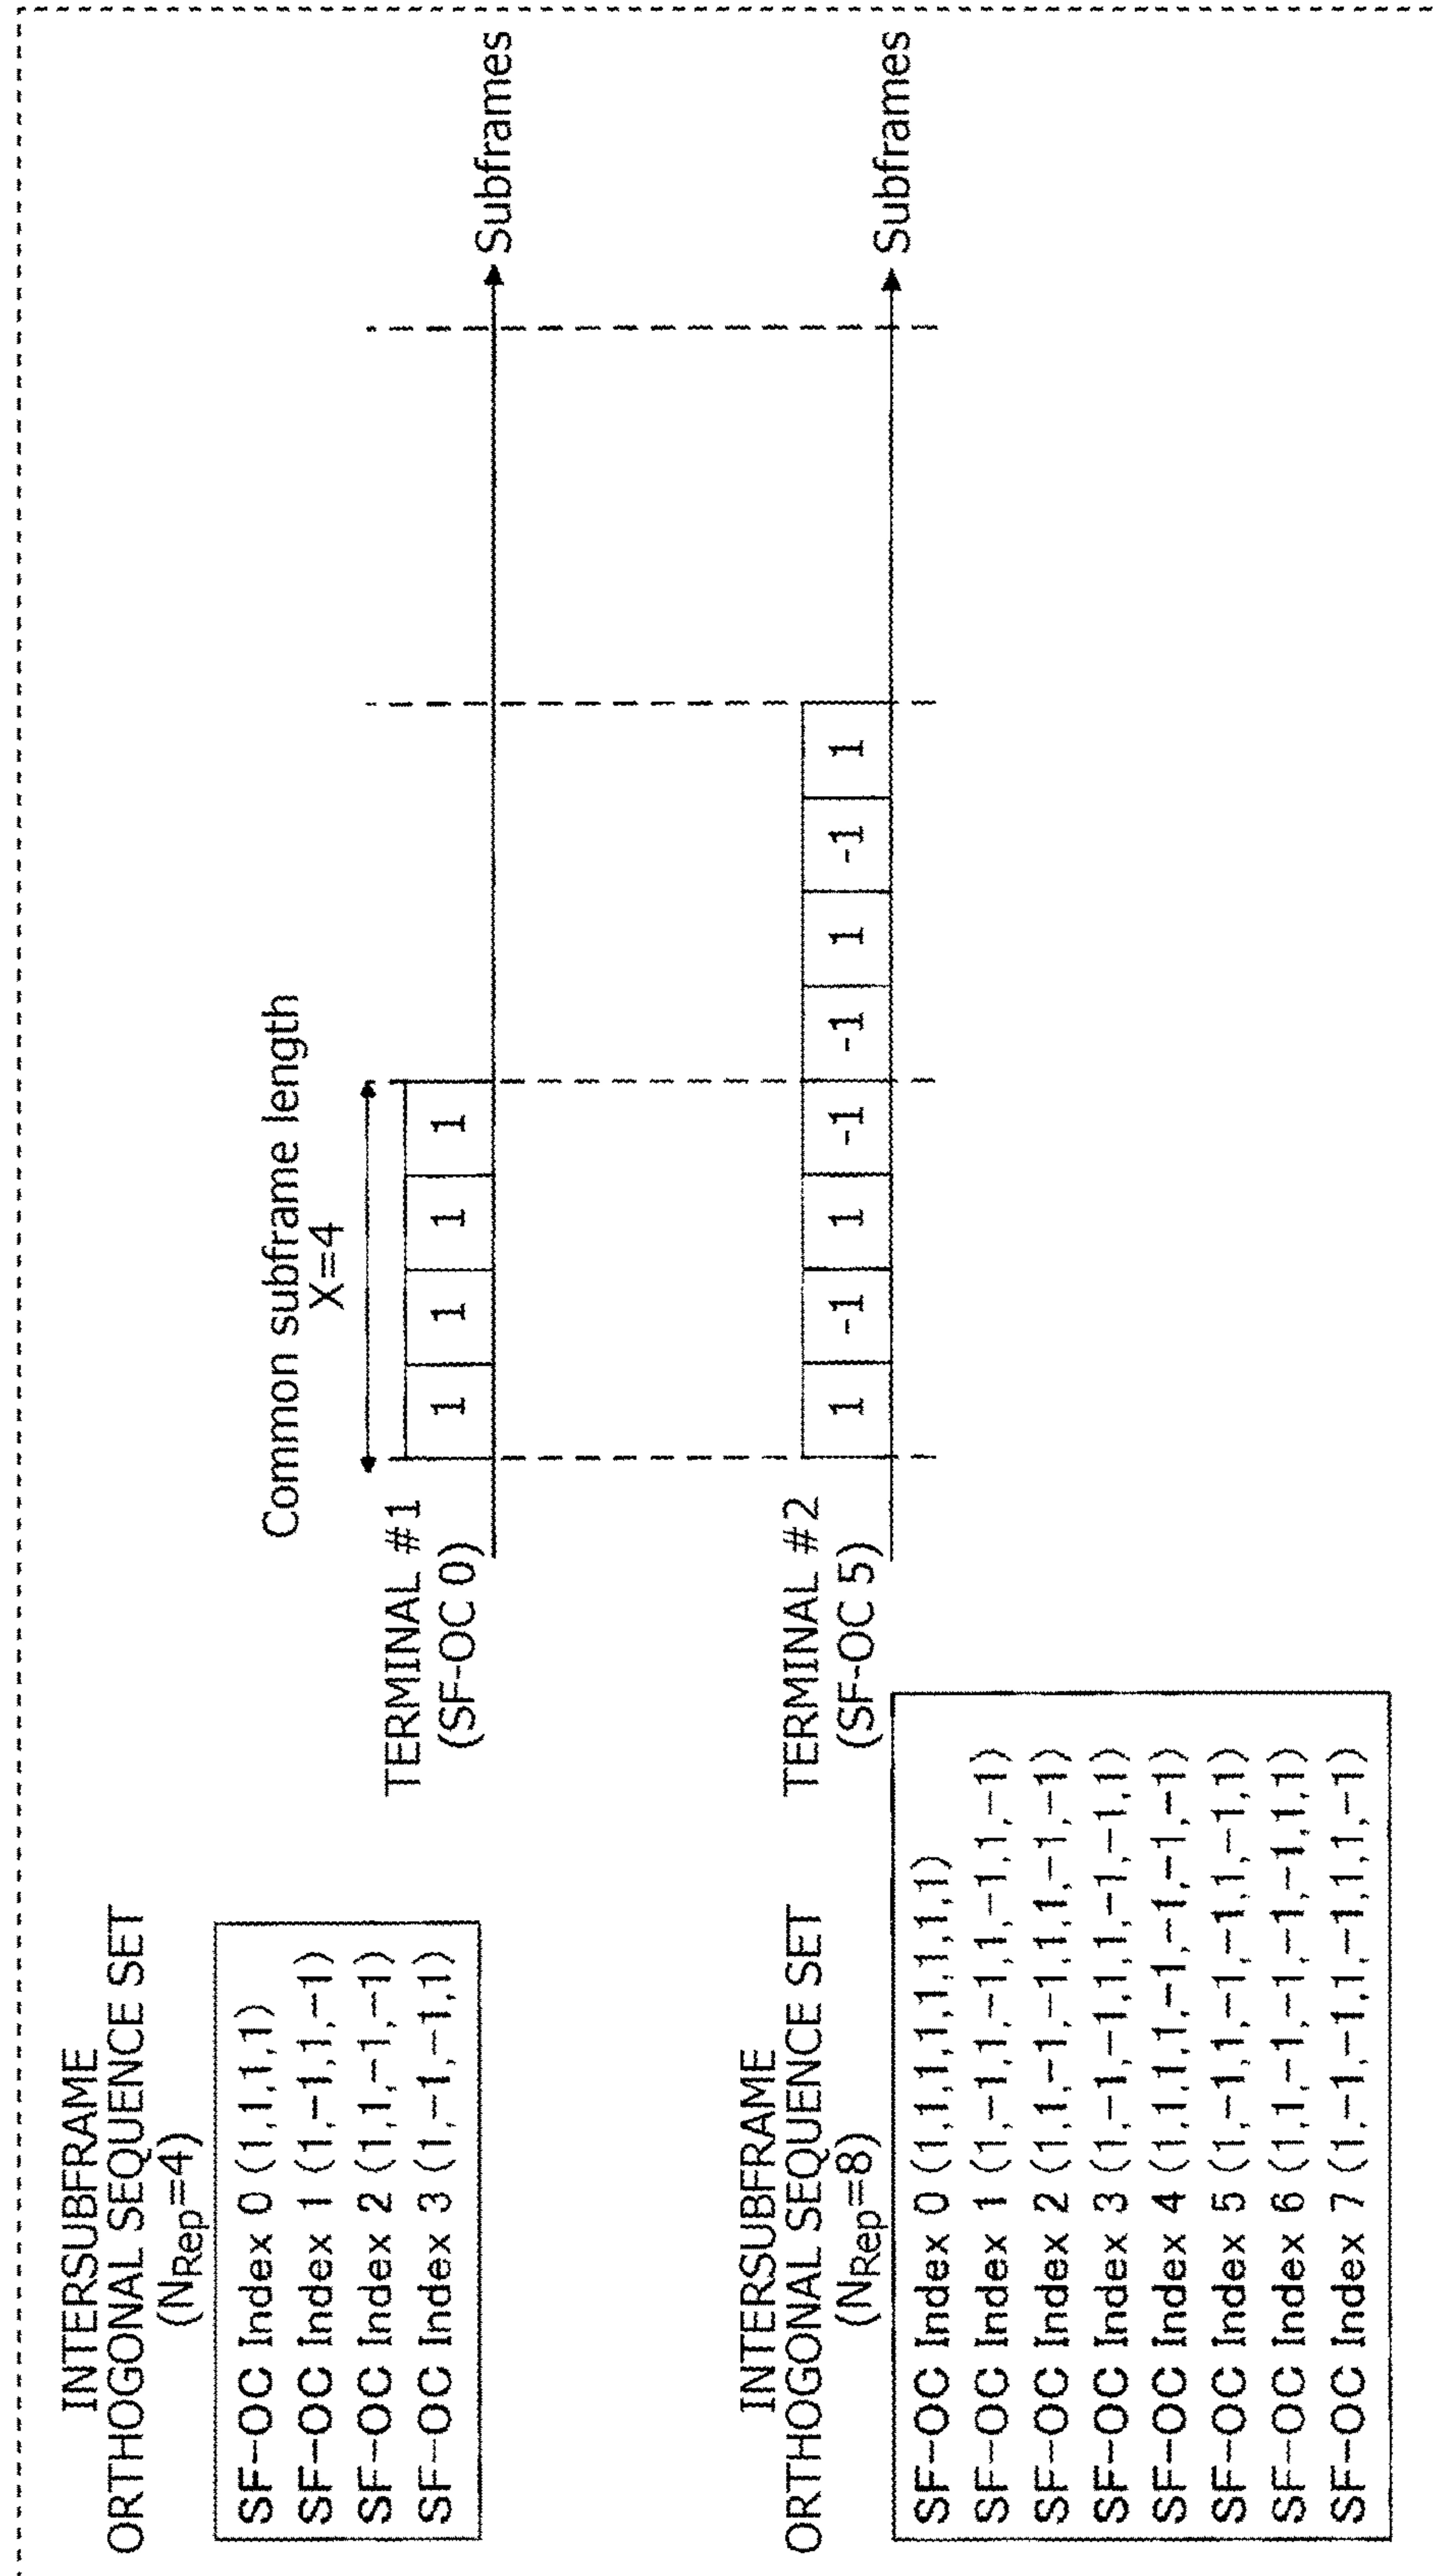 INTERSUBFRAME
ORTHOGONAL SEQUENCE SET
(NRep=4)
SF-OC Index 0 (1,1,1,1)
SF-OC Index 1 (1,-1,1,-1)
SF-OC Index 2 (1,1,-1,-1)
SF-OC Index 3 (1,-1,-1,1)
Common subframe length
X=4
TERMINAL #1
(SF-OC 0)
1 1 1 1
Subframes
INTERSUBFRAME
ORTHOGONAL SEQUENCE SET
(NRep=8)
SF-OC Index 0 (1,1,1,1,1,1,1,1)
SF-OC Index 1 (1,-1,1,-1,1,-1,1,-1)
SF-OC Index 2 (1,1,-1,-1,1,1,-1,-1)
SF-OC Index 3 (1,-1,-1,1,1,-1,-1,1)
SF-OC Index 4 (1,1,1,1,-1,-1,-1,-1)
SF-OC Index 5 (1,-1,1,-1,-1,1,-1,1)
SF-OC Index 6 (1,1,-1,-1,-1,-1,1,1)
SF-OC Index 7 (1,-1,-1,1,-1,1,1,-1)
TERMINAL #2
(SF-OC 5)
1 -1 1 -1 -1 1 -1 1
Subframes